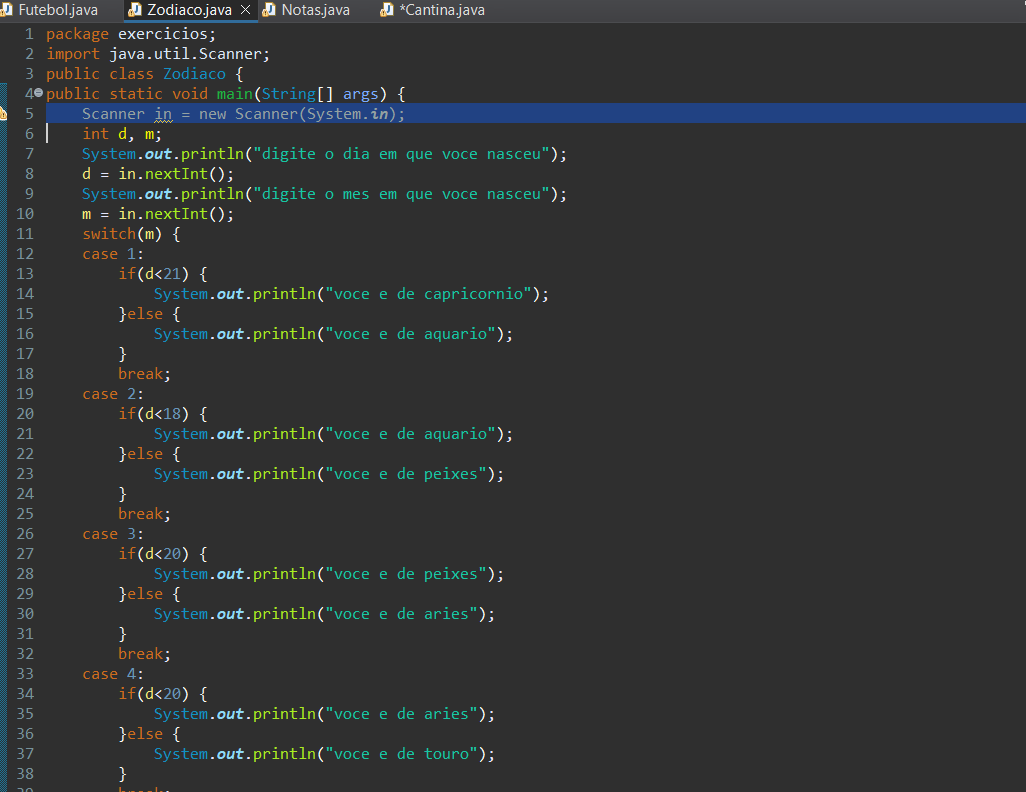 Futebol.java Zodiaco.java Notas.java *Cantina.java
1 package exercicios;
2 import java.util.Scanner;
3 public class Zodiaco {
4 public static void main(String[] args) {
5     Scanner in = new Scanner(System.in);
6     int d, m;
7     System.out.println("digite o dia em que voce nasceu");
8     d = in.nextInt();
9     System.out.println("digite o mes em que voce nasceu");
10     m = in.nextInt();
11     switch(m) {
12     case 1:
13         if(d<21) {
14             System.out.println("voce e de capricornio");
15         }else {
16             System.out.println("voce e de aquario");
17         }
18         break;
19     case 2:
20         if(d<18) {
21             System.out.println("voce e de aquario");
22         }else {
23             System.out.println("voce e de peixes");
24         }
25         break;
26     case 3:
27         if(d<20) {
28             System.out.println("voce e de peixes");
29         }else {
30             System.out.println("voce e de aries");
31         }
32         break;
33     case 4:
34         if(d<20) {
35             System.out.println("voce e de aries");
36         }else {
37             System.out.println("voce e de touro");
38         }
39         break;